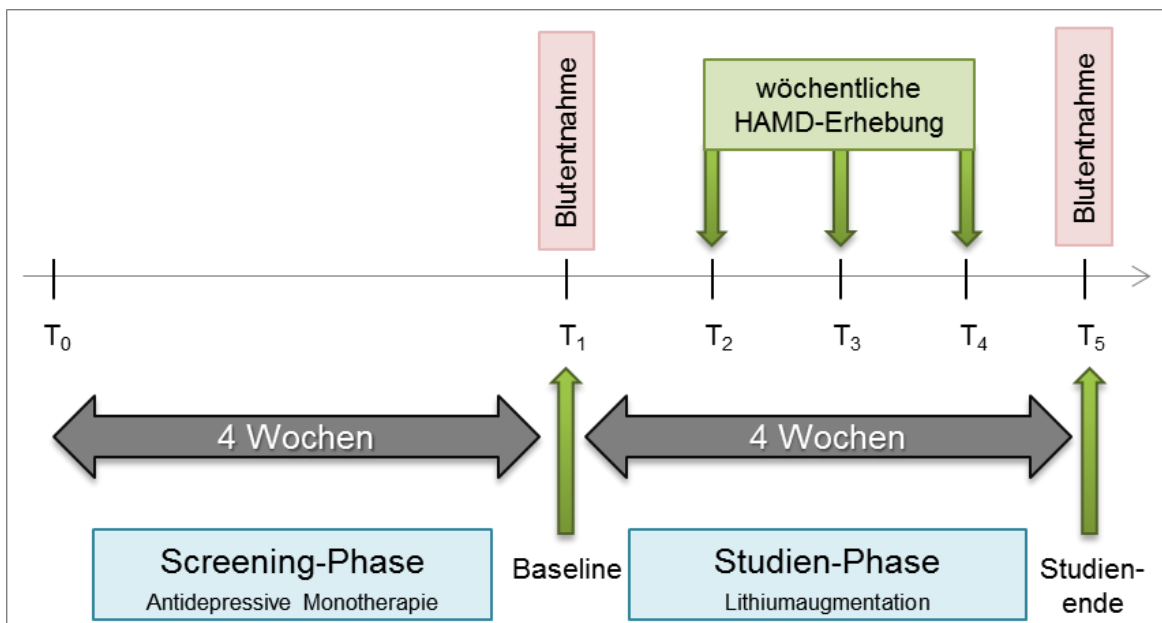 Blutentnahme
wöchentliche
HAMD-Erhebung
Blutentnahme
T₀
T₁
T₂
T₃
T₄
T₅
4 Wochen
4 Wochen
Screening-Phase
Antidepressive Monotherapie
Baseline
Studien-Phase
Lithiumaugmentation
Studien-
ende